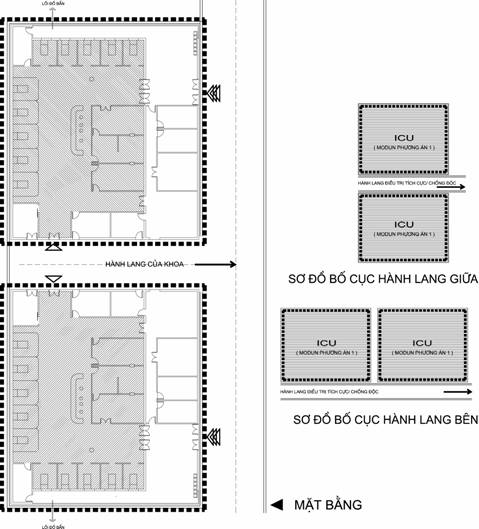 LỐI ĐỒ BẨN
HÀNH LANG CỦA KHOA
LỐI ĐỒ BẨN
ICU
( MODUN PHƯƠNG ÁN 1 )
HÀNH LANG ĐIỀU TRỊ TÍCH CỰC/ CHỐNG ĐỘC
ICU
( MODUN PHƯƠNG ÁN 1 )
SƠ ĐỒ BỐ CỤC HÀNH LANG GIỮA
ICU
( MODUN PHƯƠNG ÁN 1 )
ICU
( MODUN PHƯƠNG ÁN 1 )
HÀNH LANG ĐIỀU TRỊ TÍCH CỰC/ CHỐNG ĐỘC
SƠ ĐỒ BỐ CỤC HÀNH LANG BÊN
MẶT BẰNG